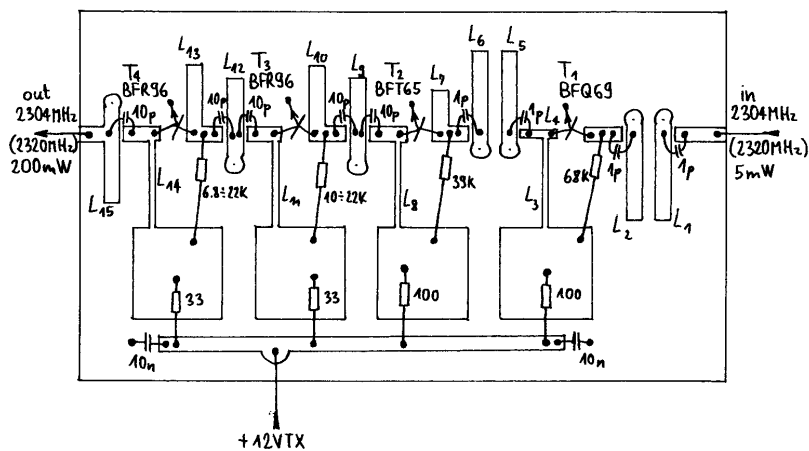 L13
T4
BFR96
L12
T3
BFR96
L10
L9
T2
BFT65
L7
L6
L5
T1
BFQ69
L4
out
2304MHz
(2320MHz)
200mW
in
2304MHz
(2320MHz)
5mW
10p
10p
10p
10p
10p
1p
1p
1p
1p
L15
L14
6.8÷22K
L11
10÷22K
L8
39K
L3
68K
L2
L1
33
33
100
100
10n
10n
+12VTX